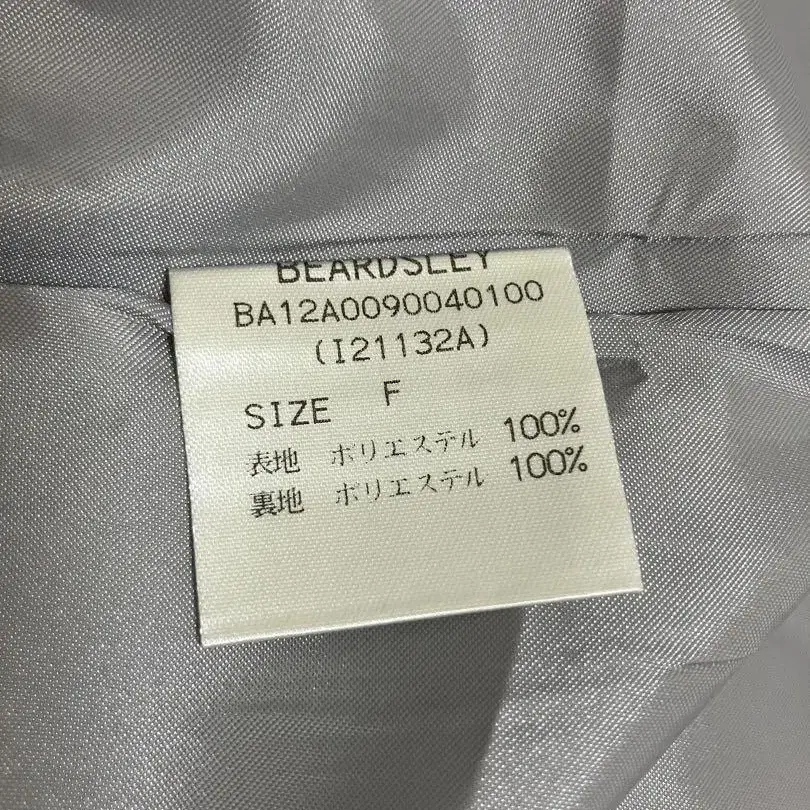 BEARDSLEY
BA12A0090040100
(I21132A)
SIZE F
表地 ポリエステル 100%
裏地 ポリエステル 100%